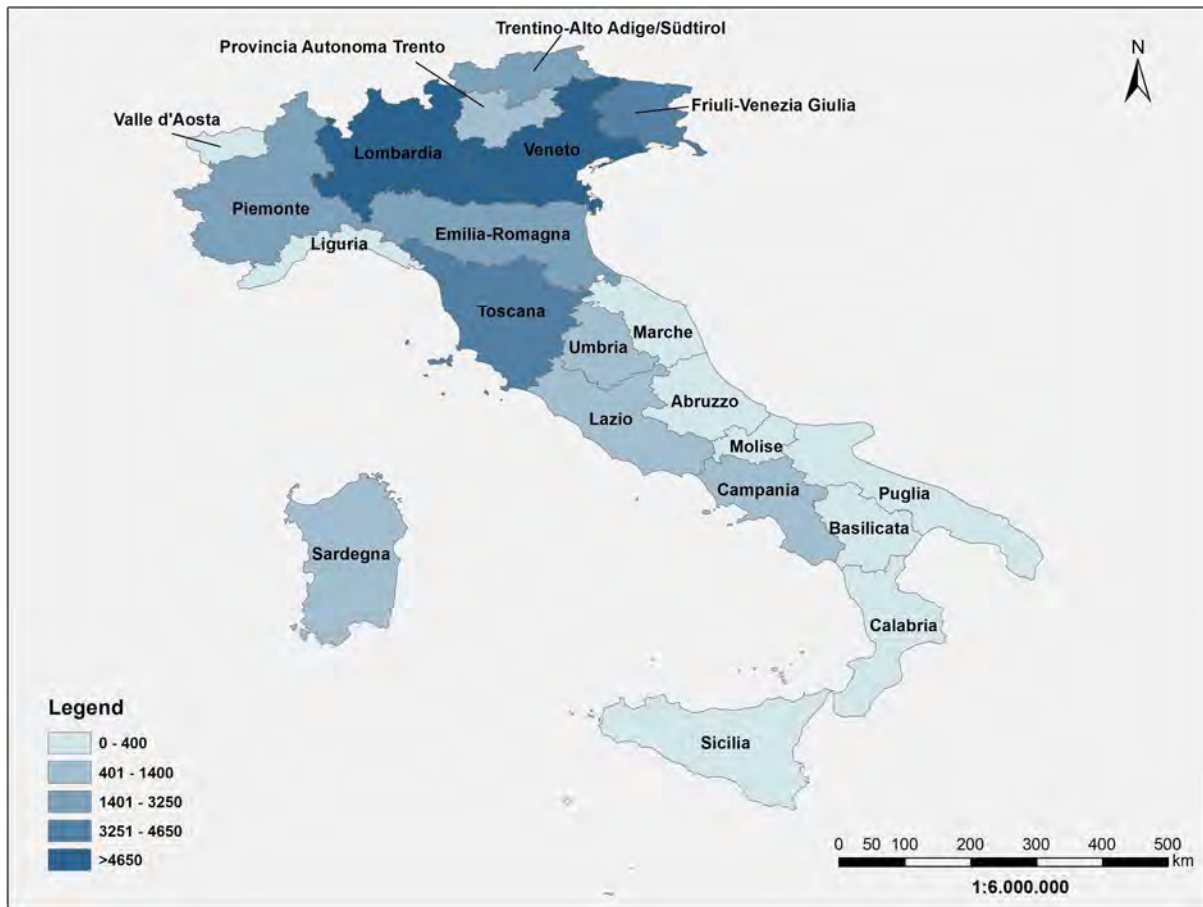 Trentino-Alto Adige/Südtirol
Provincia Autonoma Trento
N
Friuli-Venezia Giulia
Valle d'Aosta
Lombardia
Veneto
Piemonte
Emilia-Romagna
Liguria
Toscana
Marche
Umbria
Abruzzo
Lazio
Molise
Campania
Puglia
Basilicata
Sardegna
Calabria
Sicilia
Legend
0 - 400
401 - 1400
1401 - 3250
3251 - 4650
>4650
0 50 100 200 300 400 500
km
1:6.000.000